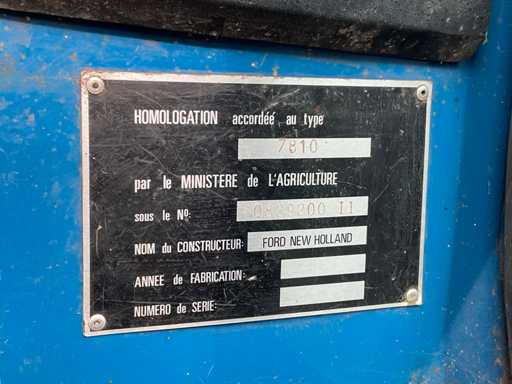 HOMOLOGATION accordée au type
7810
par le MINISTERE de L'AGRICULTURE
sous le No:
NOM du CONSTRUCTEUR: FORD NEW HOLLAND
ANNEE de FABRICATION:
NUMERO de SERIE: